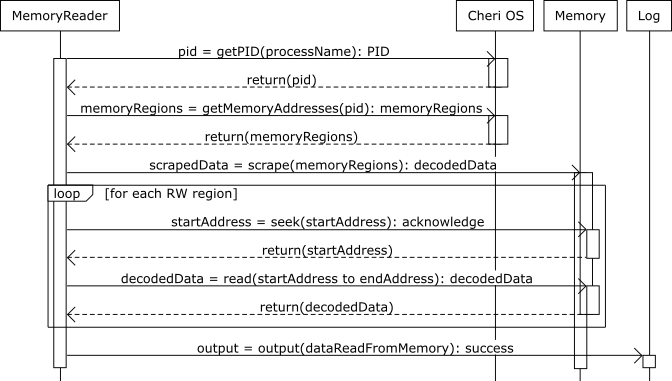 MemoryReader
Cheri OS
Memory
Log
pid = getPID(processName): PID
return(pid)
memoryRegions = getMemoryAddresses(pid): memoryRegions
return(memoryRegions)
scrapedData = scrape(memoryRegions): decodedData
loop
[for each RW region]
startAddress = seek(startAddress): acknowledge
return(startAddress)
decodedData = read(startAddress to endAddress): decodedData
return(decodedData)
output = output(dataReadFromMemory): success